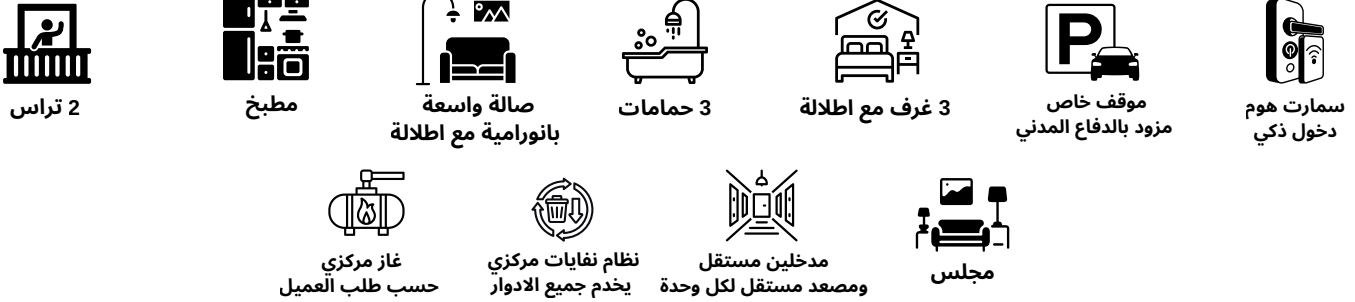 سمارت هوم
دخول ذكي
موقف خاص
مزود بالدفاع المدني
3 غرف مع اطلالة
3 حمامات
صالة واسعة
بانورامية مع اطلالة
مطبخ
2 تراس
مجلس
مدخلين مستقل
ومصعد مستقل لكل وحدة
نظام نفايات مركزي
يخدم جميع الادوار
غاز مركزي
حسب طلب العميل
P